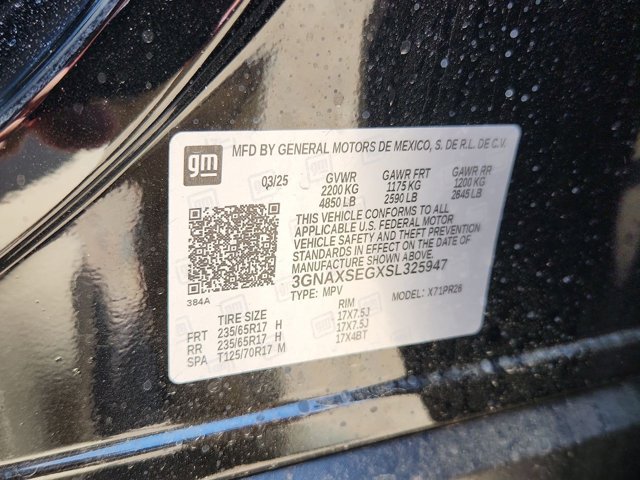 gm
MFD BY GENERAL MOTORS DE MEXICO, S. DE R.L. DE C.V.
03/25 GVWR GAWR FRT GAWR RR
2200 KG 1175 KG 1200 KG
4850 LB 2590 LB 2645 LB
THIS VEHICLE CONFORMS TO ALL
APPLICABLE U.S. FEDERAL MOTOR
VEHICLE SAFETY AND THEFT PREVENTION
STANDARDS IN EFFECT ON THE DATE OF
MANUFACTURE SHOWN ABOVE.
3GNAXSEGXSL325947
384A
TYPE: MPV MODEL: X71PR26
TIRE SIZE RIM
FRT 235/65R17 H 17X7.5J
RR 235/65R17 H 17X7.5J
SPA T125/70R17 M 17X4BT